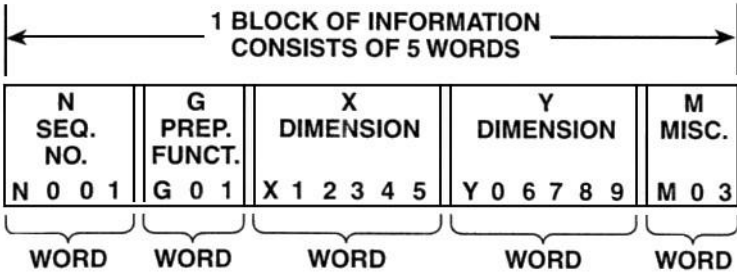 1 BLOCK OF INFORMATION
CONSISTS OF 5 WORDS
N
SEQ.
NO.
N 0 0 1
G
PREP.
FUNCT.
G 0 1
X
DIMENSION
X 1 2 3 4 5
Y
DIMENSION
Y 0 6 7 8 9
M
MISC.
M 0 3
WORD WORD WORD WORD WORD